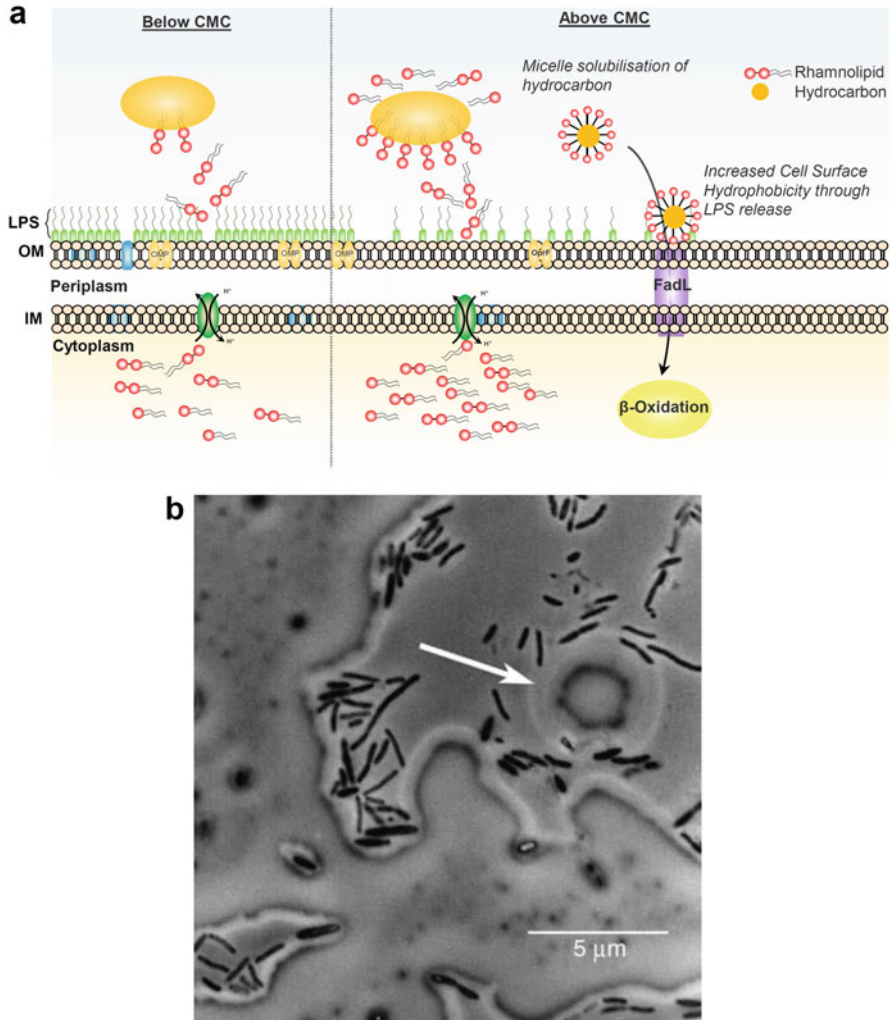 a
Below CMC
Above CMC
Micelle solubilisation of
hydrocarbon
Rhamnolipid
Hydrocarbon
Increased Cell Surface
Hydrophobicity through
LPS release
LPS
OM
OMP
OMP
OMP
OprF
Periplasm
FadL
H+
H+
IM
H+
H+
Cytoplasm
β-Oxidation
b
5 µm